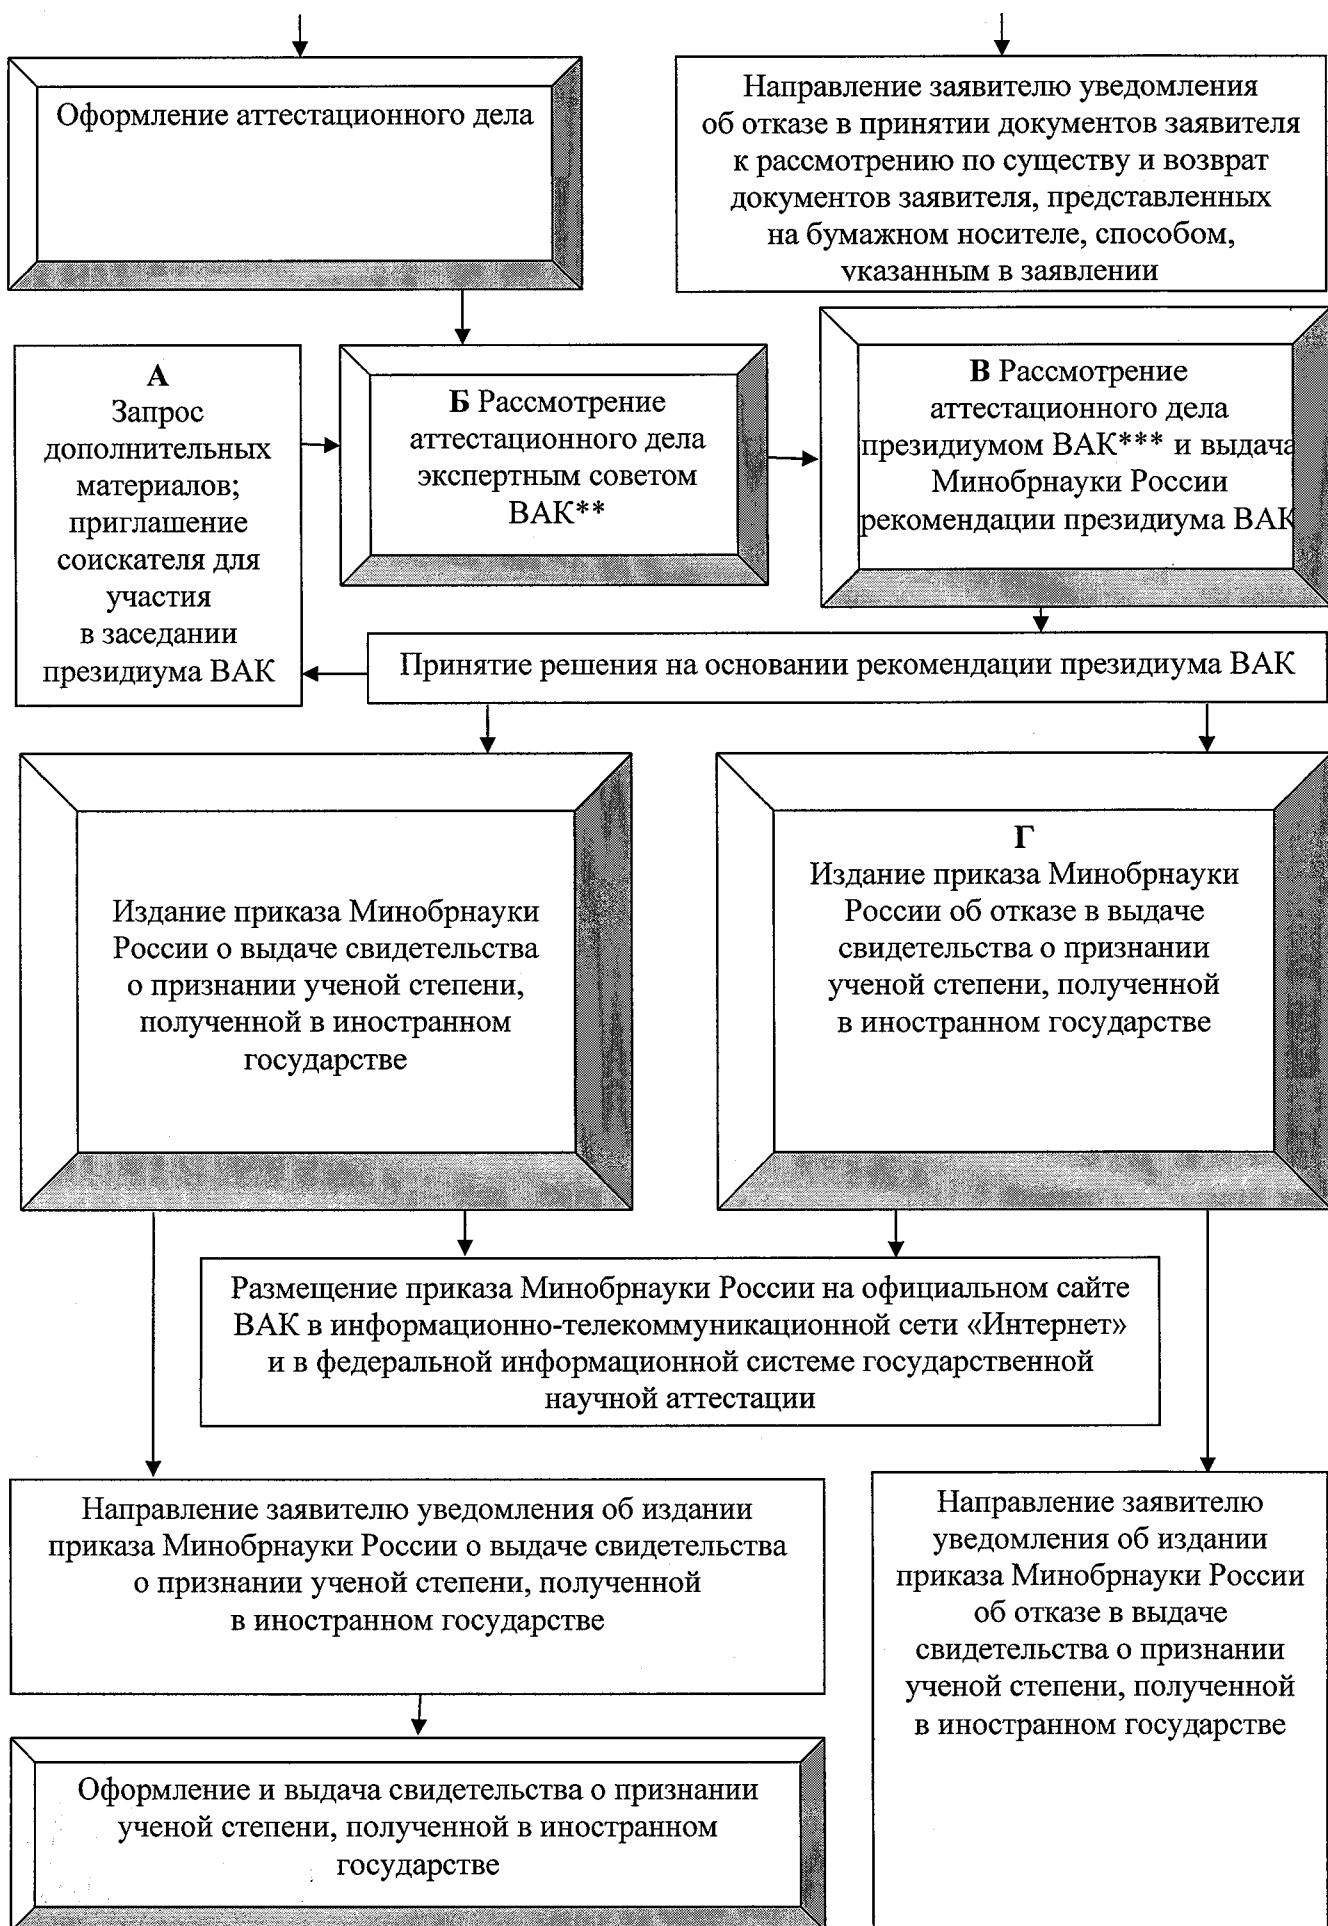 Оформление аттестационного дела
Направление заявителю уведомления
об отказе в принятии документов заявителя
к рассмотрению по существу и возврат
документов заявителя, представленных
на бумажном носителе, способом,
указанным в заявлении
А
Запрос
дополнительных
материалов;
приглашение
соискателя для
участия
в заседании
президиума ВАК
Б Рассмотрение
аттестационного дела
экспертным советом
ВАК**
В Рассмотрение
аттестационного дела
президиумом ВАК*** и выдача
Минобрнауки России
рекомендации президиума ВАК
Принятие решения на основании рекомендации президиума ВАК
Издание приказа Минобрнауки
России о выдаче свидетельства
о признании ученой степени,
полученной в иностранном
государстве
Г
Издание приказа Минобрнауки
России об отказе в выдаче
свидетельства о признании
ученой степени, полученной
в иностранном государстве
Размещение приказа Минобрнауки России на официальном сайте
ВАК в информационно-телекоммуникационной сети «Интернет»
и в федеральной информационной системе государственной
научной аттестации
Направление заявителю уведомления об издании
приказа Минобрнауки России о выдаче свидетельства
о признании ученой степени, полученной
в иностранном государстве
Направление заявителю
уведомления об издании
приказа Минобрнауки России
об отказе в выдаче
свидетельства о признании
ученой степени, полученной
в иностранном государстве
Оформление и выдача свидетельства о признании
ученой степени, полученной в иностранном
государстве